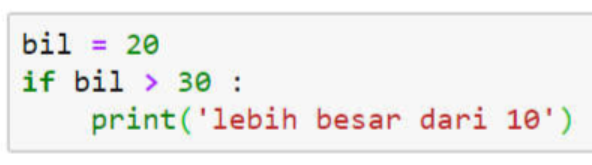 bil = 20
if bil > 30 :
    print('lebih besar dari 10')